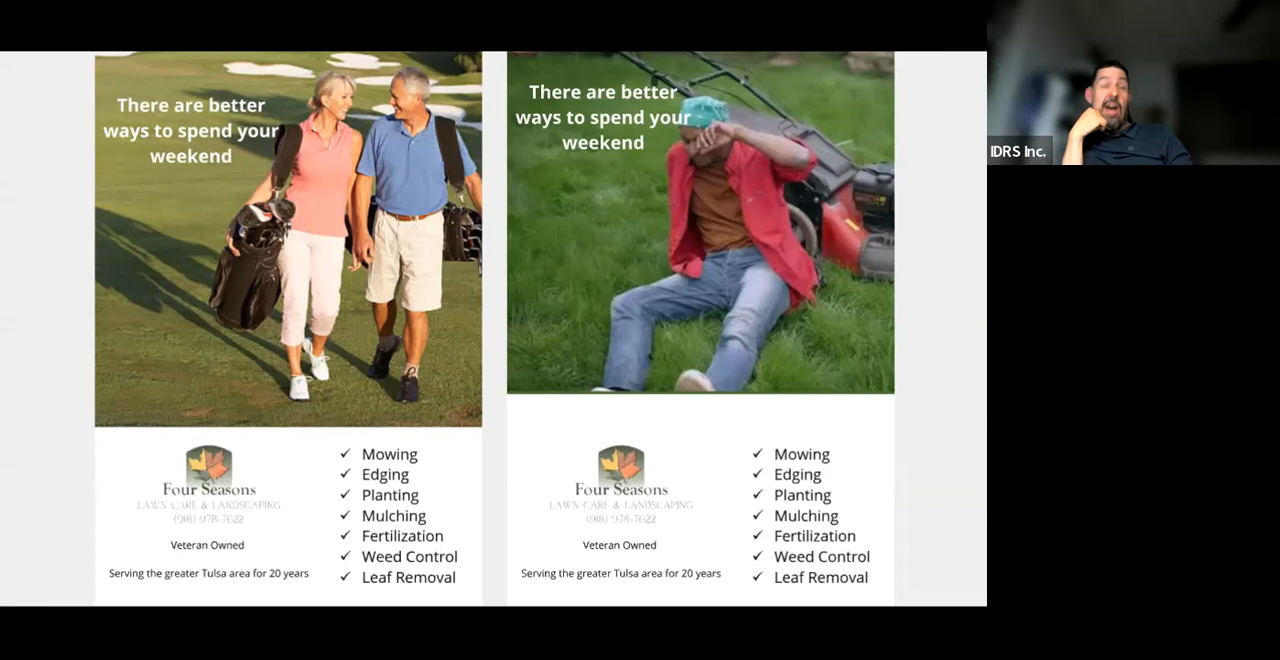 There are better
ways to spend your
weekend
Four Seasons
LAWN CARE & LANDSCAPING
(918) 978-7622
Veteran Owned
Serving the greater Tulsa area for 20 years
✓ Mowing
✓ Edging
✓ Planting
✓ Mulching
✓ Fertilization
✓ Weed Control
✓ Leaf Removal
There are better
ways to spend your
weekend
Four Seasons
LAWN CARE & LANDSCAPING
(918) 978-7622
Veteran Owned
Serving the greater Tulsa area for 20 years
✓ Mowing
✓ Edging
✓ Planting
✓ Mulching
✓ Fertilization
✓ Weed Control
✓ Leaf Removal
IDRS Inc.